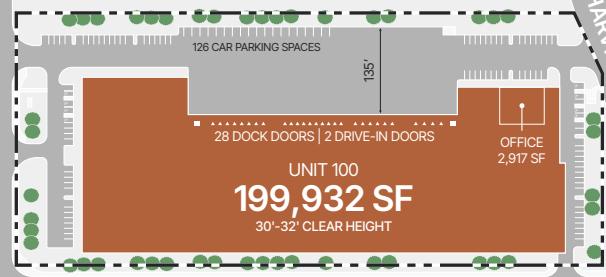 HARV
126 CAR PARKING SPACES
135'
28 DOCK DOORS | 2 DRIVE-IN DOORS
OFFICE
2,917 SF
UNIT 100
199,932 SF
30'-32' CLEAR HEIGHT